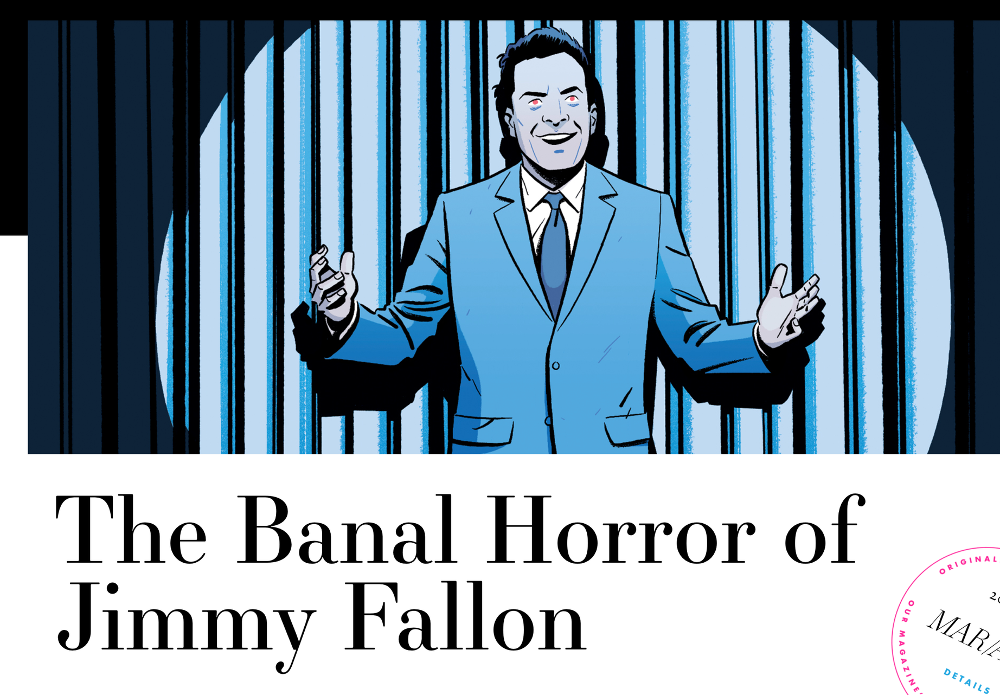 The Banal Horror of
Jimmy Fallon
ORIGINAL
OUR MAGAZINE'
MAR/
DETAILS